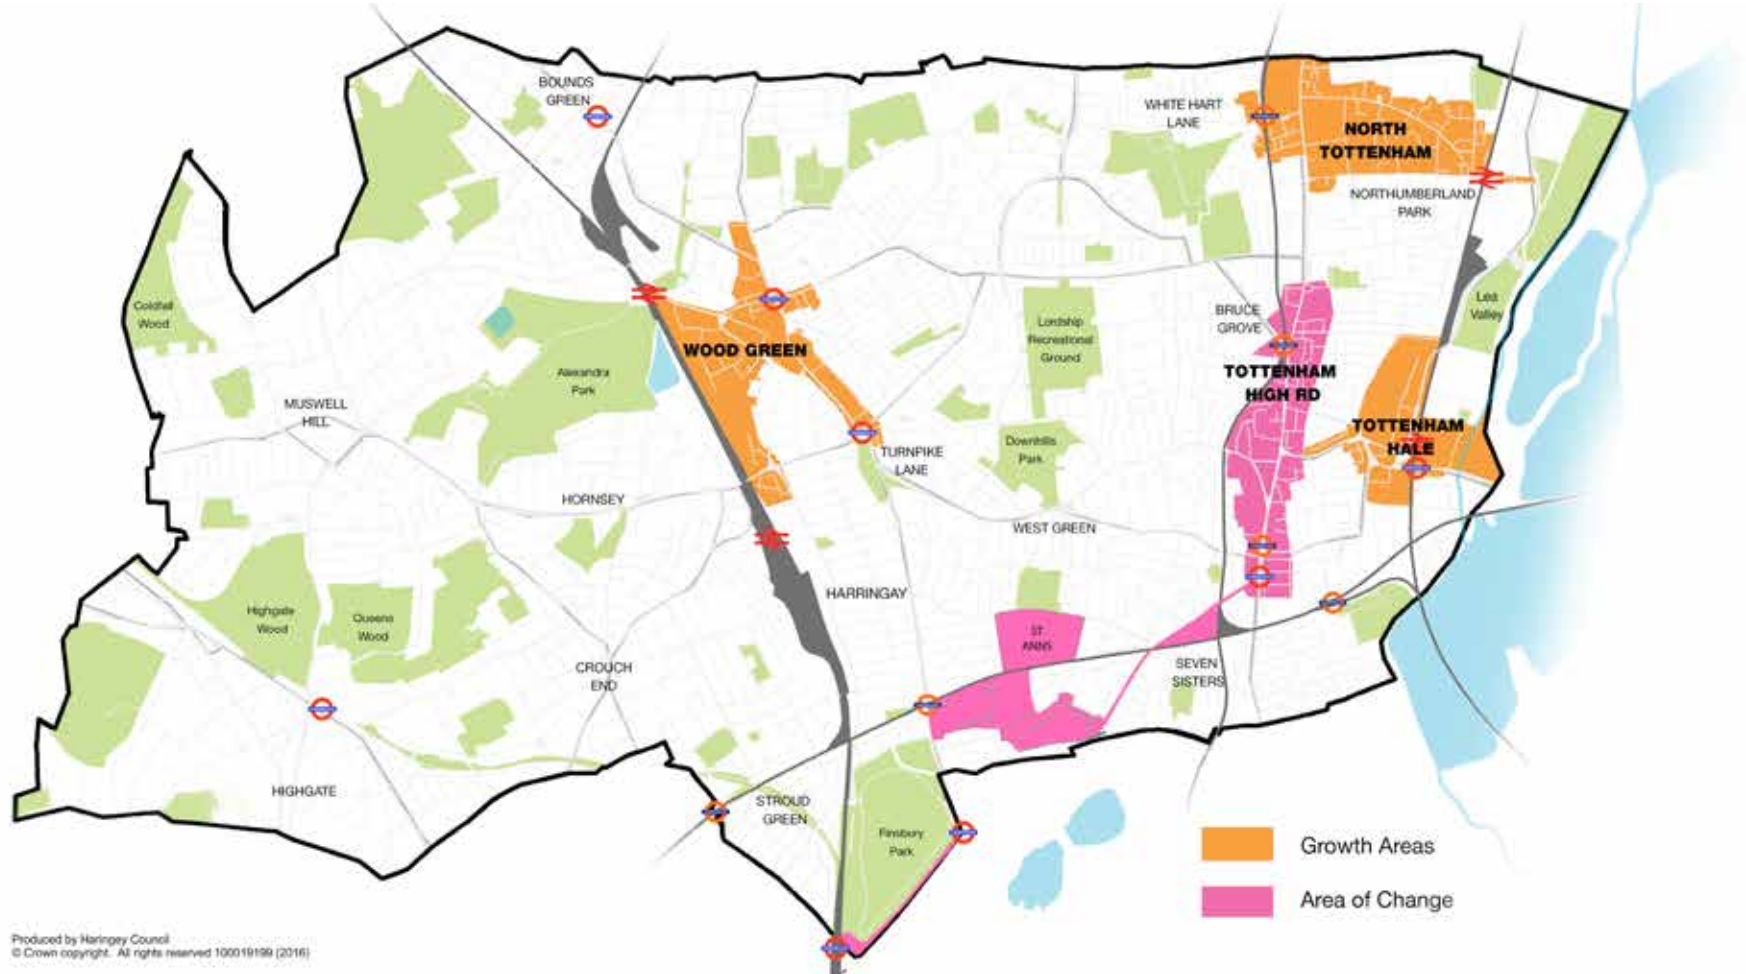 BOUNDS
GREEN
WHITE HART
LANE
NORTH
TOTTENHAM
NORTHUMBERLAND
PARK
Coldfall
Wood
Lea
Valley
BRUCE
GROVE
Lordship
Recreational
Ground
WOOD GREEN
Alexandra
Park
TOTTENHAM
HIGH RD
MUSWELL
HILL
TOTTENHAM
HALE
Downhills
Park
TURNPIKE
LANE
HORNSEY
WEST GREEN
HARRINGAY
Highgate
Wood
Queens
Wood
ST
ANNS
CROUCH
END
SEVEN
SISTERS
HIGHGATE
STROUD
GREEN
Finsbury
Park
Growth Areas
Area of Change
Produced by Haringey Council
© Crown copyright. All rights reserved 100019199 (2016)